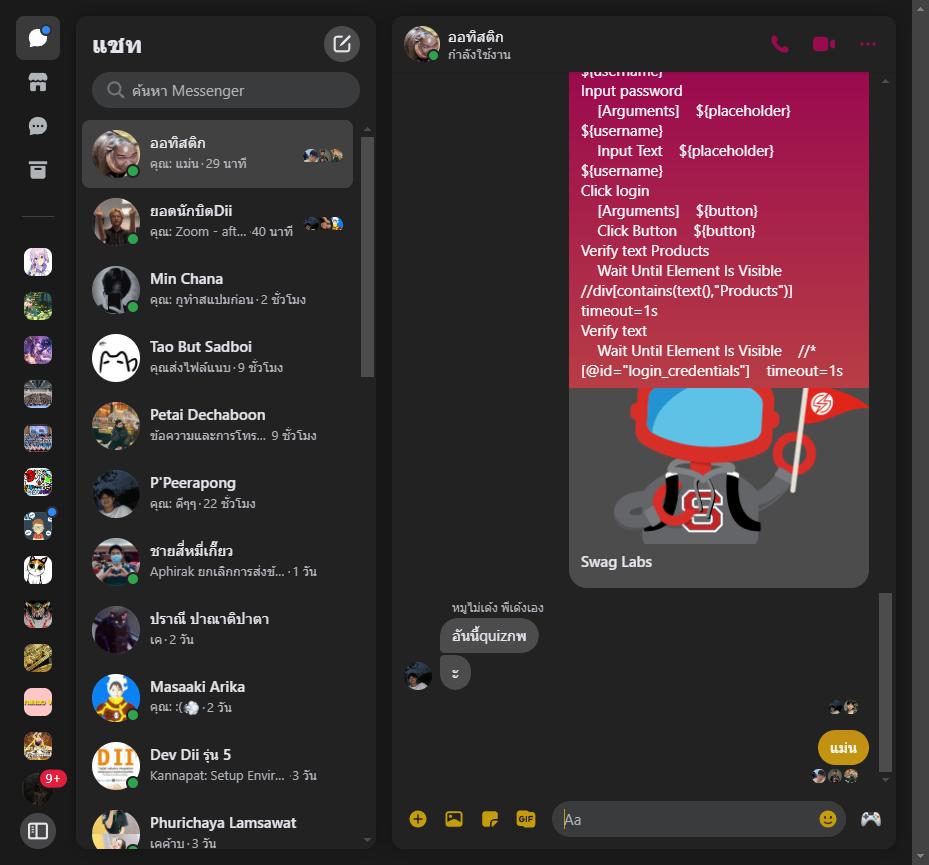 แชท
ค้นหา Messenger
ออทิสติก
คุณ: แม่น · 29 นาที
ยอดนักบิดDii
คุณ: Zoom - aft... · 40 นาที
Min Chana
คุณ: กูทำสแปมก่อน · 2 ชั่วโมง
Tao But Sadboi
คุณส่งไฟล์แนบ · 9 ชั่วโมง
Petai Dechaboon
ข้อความและการโทร... 9 ชั่วโมง
P'Peerapong
คุณ: ดีๆๆ · 22 ชั่วโมง
ชายสี่หมี่เกี๊ยว
Aphirak ยกเลิกการส่งข้... · 1 วัน
ปราณี ปาณาติปาตา
เค · 2 วัน
Masaaki Arika
คุณ: :(💨 · 2 วัน
DII
Dev Dii รุ่น 5
Kannapat: Setup Envir... · 3 วัน
Phurichaya Lamsawat
เคค้าบ · 3 วัน
9+
ออทิสติก
กำลังใช้งาน
${username}
Input password
[Arguments] ${placeholder}
${username}
Input Text ${placeholder}
${username}
Click login
[Arguments] ${button}
Click Button ${button}
Verify text Products
Wait Until Element Is Visible
//div[contains(text(),"Products")]
timeout=1s
Verify text
Wait Until Element Is Visible //*
[@id="login_credentials"] timeout=1s
S
Swag Labs
หมูไม่เด้ง พี่เด้งเอง
อันนี้quizกพ
ะ
แม่น
GIF
Aa